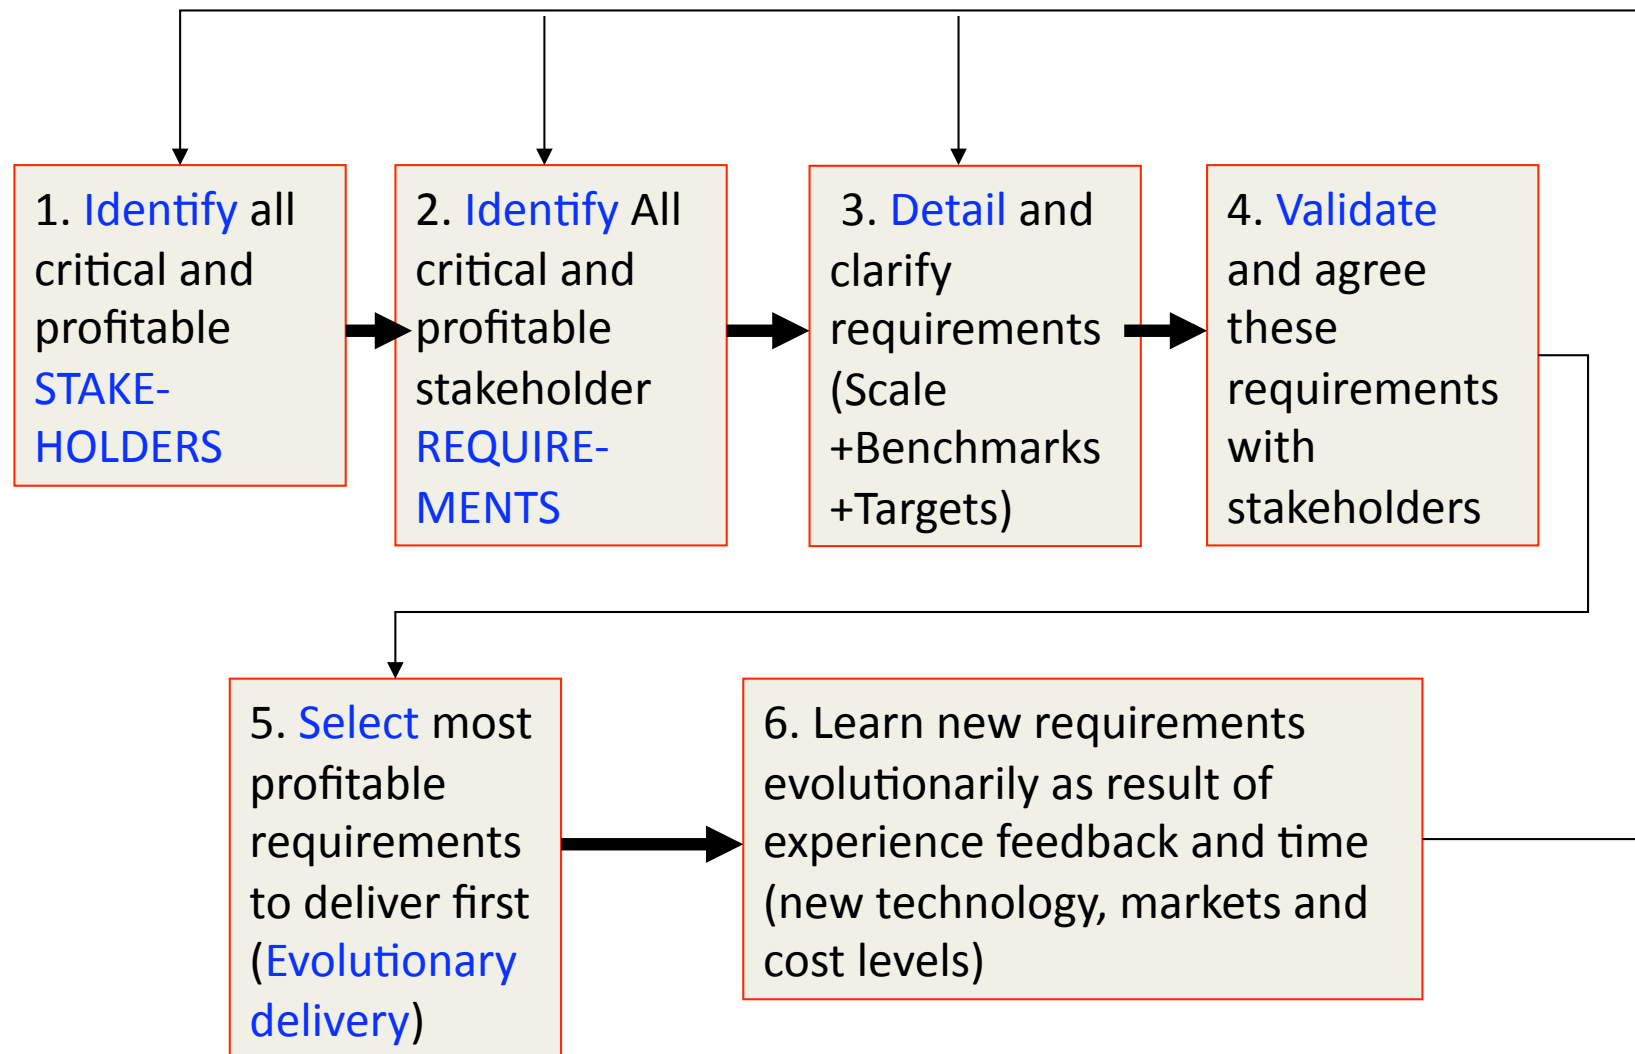 1. Identify all
critical and
profitable
STAKE-
HOLDERS
2. Identify All
critical and
profitable
stakeholder
REQUIRE-
MENTS
3. Detail and
clarify
requirements
(Scale
+Benchmarks
+Targets)
4. Validate
and agree
these
requirements
with
stakeholders
5. Select most
profitable
requirements
to deliver first
(Evolutionary
delivery)
6. Learn new requirements
evolutionarily as result of
experience feedback and time
(new technology, markets and
cost levels)